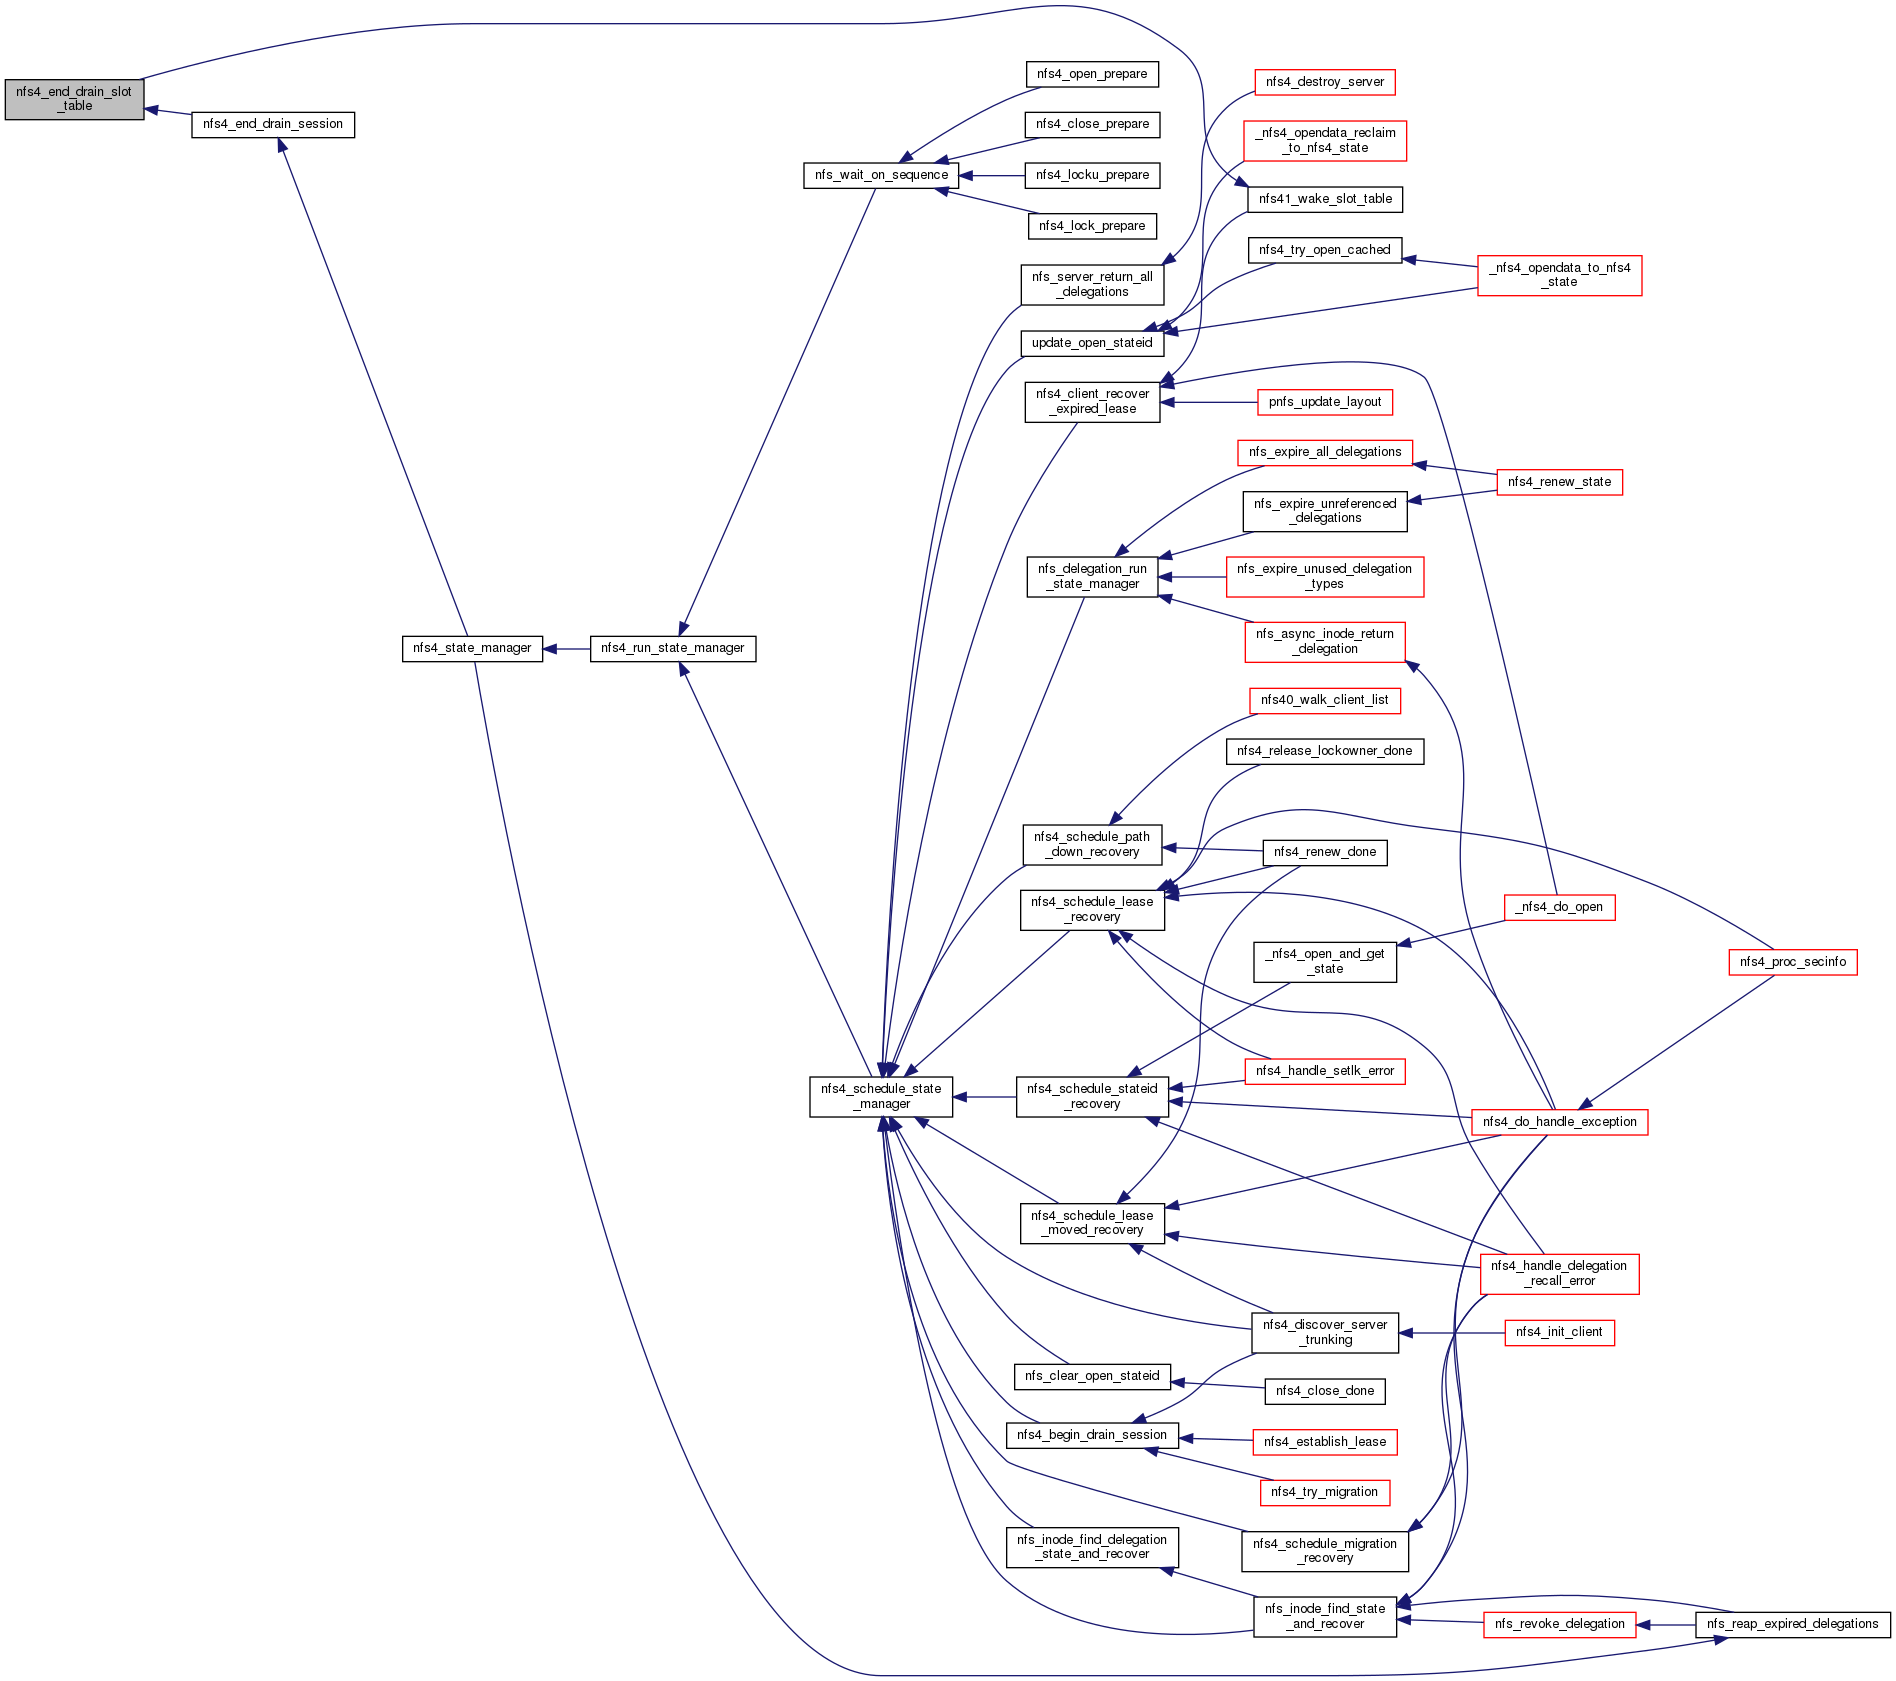 nfs4_end_drain_slot
_table
nfs4_end_drain_session
nfs4_state_manager
nfs4_run_state_manager
nfs_wait_on_sequence
nfs4_schedule_state
_manager
nfs4_open_prepare
nfs4_close_prepare
nfs4_locku_prepare
nfs4_lock_prepare
nfs_server_return_all
_delegations
update_open_stateid
nfs4_client_recover
_expired_lease
nfs_delegation_run
_state_manager
nfs4_schedule_path
_down_recovery
nfs4_schedule_lease
_recovery
nfs4_schedule_stateid
_recovery
nfs4_schedule_lease
_moved_recovery
nfs_clear_open_stateid
nfs4_begin_drain_session
nfs_inode_find_delegation
_state_and_recover
nfs4_destroy_server
_nfs4_opendata_reclaim
_to_nfs4_state
nfs41_wake_slot_table
nfs4_try_open_cached
pnfs_update_layout
nfs_expire_all_delegations
nfs_expire_unreferenced
_delegations
nfs_expire_unused_delegation
_types
nfs_async_inode_return
_delegation
nfs40_walk_client_list
nfs4_release_lockowner_done
nfs4_renew_done
_nfs4_open_and_get
_state
nfs4_handle_setlk_error
nfs4_discover_server
_trunking
nfs4_close_done
nfs4_establish_lease
nfs4_try_migration
nfs4_schedule_migration
_recovery
nfs_inode_find_state
_and_recover
_nfs4_opendata_to_nfs4
_state
nfs4_renew_state
_nfs4_do_open
nfs4_do_handle_exception
nfs4_handle_delegation
_recall_error
nfs4_init_client
nfs_revoke_delegation
nfs4_proc_secinfo
nfs_reap_expired_delegations